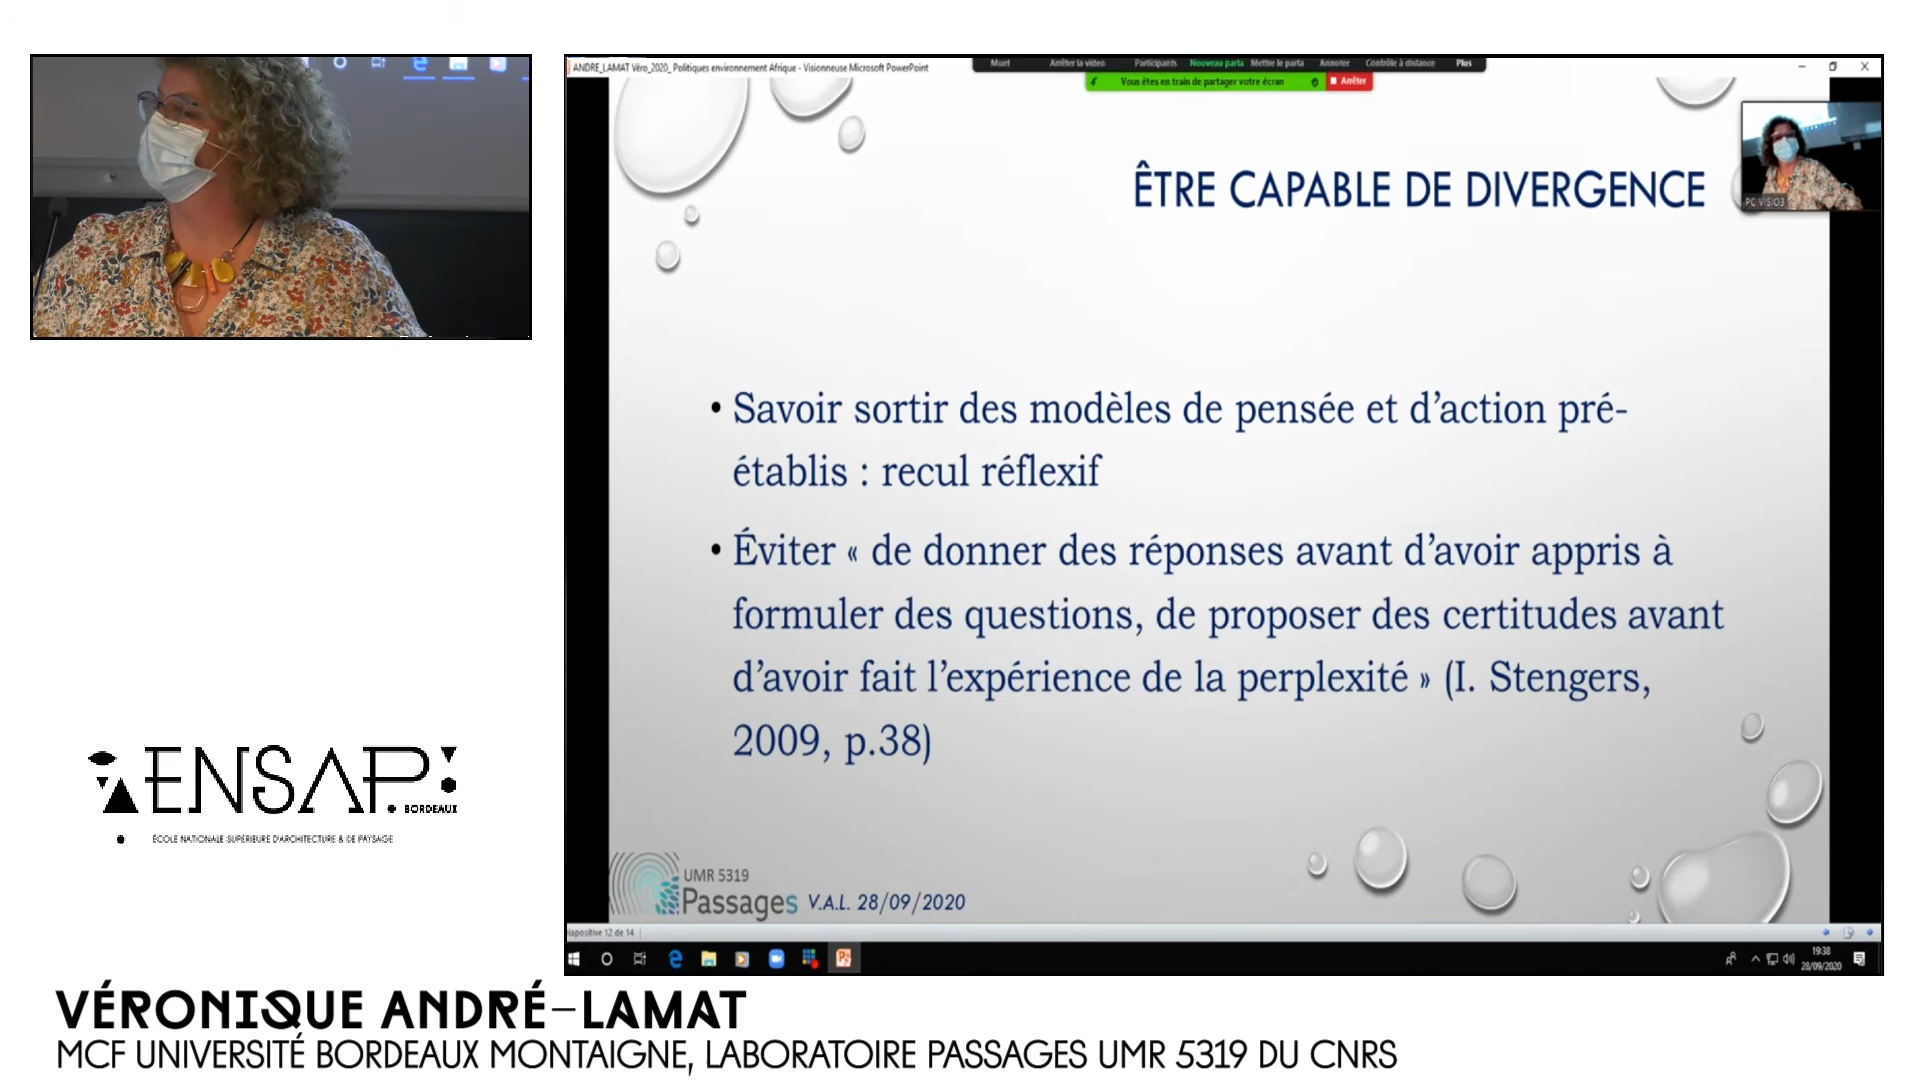 ANDRE_LAMAT Véro_2020_ Politiques environnement Afrique - Visionneuse Microsoft PowerPoint
Muet
Arrêter la vidéo
Participants
Nouveau parta
Mettre le parta
Annoter
Contrôle à distance
Plus
Vous êtes en train de partager votre écran
Arrêter
PC VISIO3
ÊTRE CAPABLE DE DIVERGENCE
• Savoir sortir des modèles de pensée et d’action pré-
établis : recul réflexif
• Éviter « de donner des réponses avant d’avoir appris à
formuler des questions, de proposer des certitudes avant
d’avoir fait l’expérience de la perplexité » (I. Stengers,
2009, p.38)
UMR 5319
Passages
V.A.L. 28/09/2020
iapositive 12 de 14
19:38
28/09/2020
ENSAP
BORDEAUX
ÉCOLE NATIONALE SUPÉRIEURE D'ARCHITECTURE & DE PAYSAGE
VÉRONIQUE ANDRÉ-LAMAT
MCF UNIVERSITÉ BORDEAUX MONTAIGNE, LABORATOIRE PASSAGES UMR 5319 DU CNRS